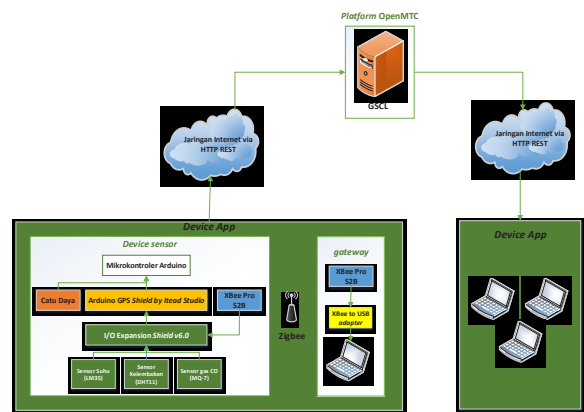 Platform OpenMTC
GSCL
Jaringan Internet via
HTTP REST
Jaringan Internet via
HTTP REST
Device App
Device sensor
Mikrokontroler Arduino
Catu Daya
Arduino GPS Shield by Itead Studio
XBee Pro
S2B
I/O Expansion Shield v6.0
Sensor Suhu
(LM35)
Sensor
Kelembaban
(DHT11)
Sensor gas CO
(MQ-7)
Zigbee
gateway
XBee Pro
S2B
XBee to USB
adapter
Device App